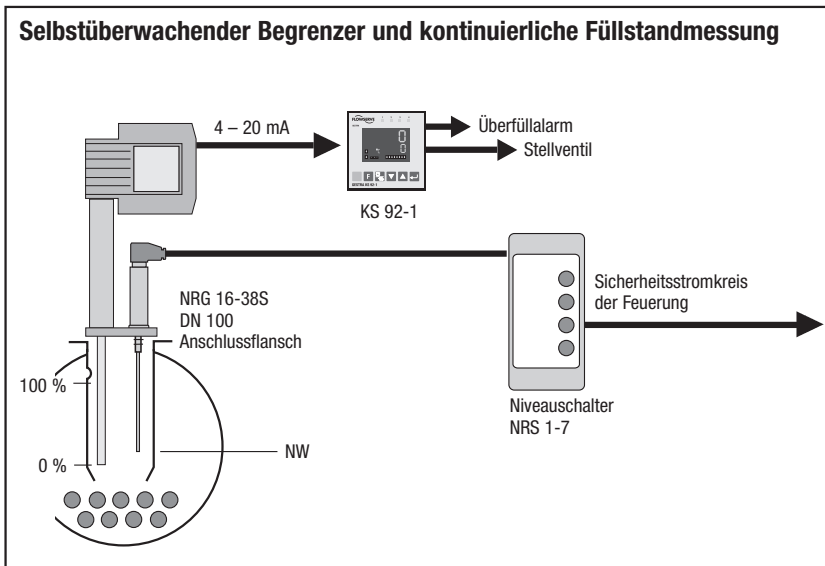 Selbstüberwachender Begrenzer und kontinuierliche Füllstandmessung
4 – 20 mA
FLOWSERVE
Überfüllalarm
Stellventil
F
KS 92-1
NRG 16-38S
DN 100
Anschlussflansch
Sicherheitsstromkreis
der Feuerung
100 %
0 %
NW
Niveauschalter
NRS 1-7